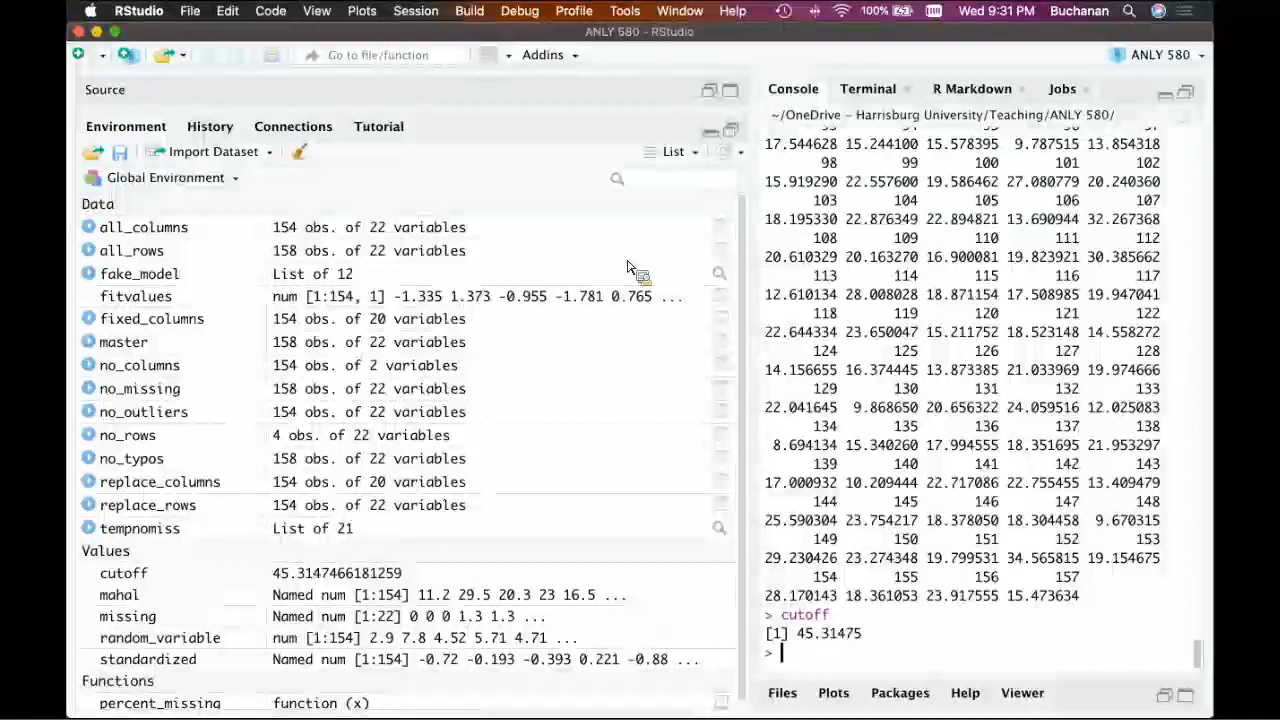 RStudio File Edit Code View Plots Session Build Debug Profile Tools Window Help 100% Wed 9:31 PM Buchanan
ANLY 580 - RStudio
Go to file/function Addins ANLY 580
Source
Environment History Connections Tutorial
Import Dataset List
Global Environment
Data
all_columns 154 obs. of 22 variables
all_rows 158 obs. of 22 variables
fake_model List of 12
fitvalues num [1:154, 1] -1.335 1.373 -0.955 -1.781 0.765 ...
fixed_columns 154 obs. of 20 variables
master 158 obs. of 22 variables
no_columns 154 obs. of 2 variables
no_missing 158 obs. of 22 variables
no_outliers 154 obs. of 22 variables
no_rows 4 obs. of 22 variables
no_typos 158 obs. of 22 variables
replace_columns 154 obs. of 20 variables
replace_rows 154 obs. of 22 variables
tempnomiss List of 21
Values
cutoff 45.3147466181259
mahal Named num [1:154] 11.2 29.5 20.3 23 16.5 ...
missing Named num [1:22] 0 0 0 1.3 1.3 ...
random_variable num [1:154] 2.9 7.8 4.52 5.71 4.71 ...
standardized Named num [1:154] -0.72 -0.193 -0.393 0.221 -0.88 ...
Functions
percent_missing function (x)
Console Terminal R Markdown Jobs
~/OneDrive - Harrisburg University/Teaching/ANLY 580/
17.544628 15.244100 15.578395 9.787515 13.854318
98 99 100 101 102
15.919290 22.557600 19.586462 27.080779 20.240360
103 104 105 106 107
18.195330 22.876349 22.894821 13.690944 32.267368
108 109 110 111 112
20.610329 20.163270 16.900081 19.823921 30.385662
113 114 115 116 117
12.610134 28.008028 18.871154 17.508985 19.947041
118 119 120 121 122
22.644334 23.650047 15.211752 18.523148 14.558272
124 125 126 127 128
14.156655 16.374445 13.873385 21.033969 19.974666
129 130 131 132 133
22.041645 9.868650 20.656322 24.059516 12.025083
134 135 136 137 138
8.694134 15.340260 17.994555 18.351695 21.953297
139 140 141 142 143
17.000932 10.209444 22.717086 22.755455 13.409479
144 145 146 147 148
25.590304 23.754217 18.378050 18.304458 9.670315
149 150 151 152 153
29.230426 23.274348 19.799531 34.565815 19.154675
154 155 156 157
28.170143 18.361053 23.917555 15.473634
> cutoff
[1] 45.31475
>
Files Plots Packages Help Viewer